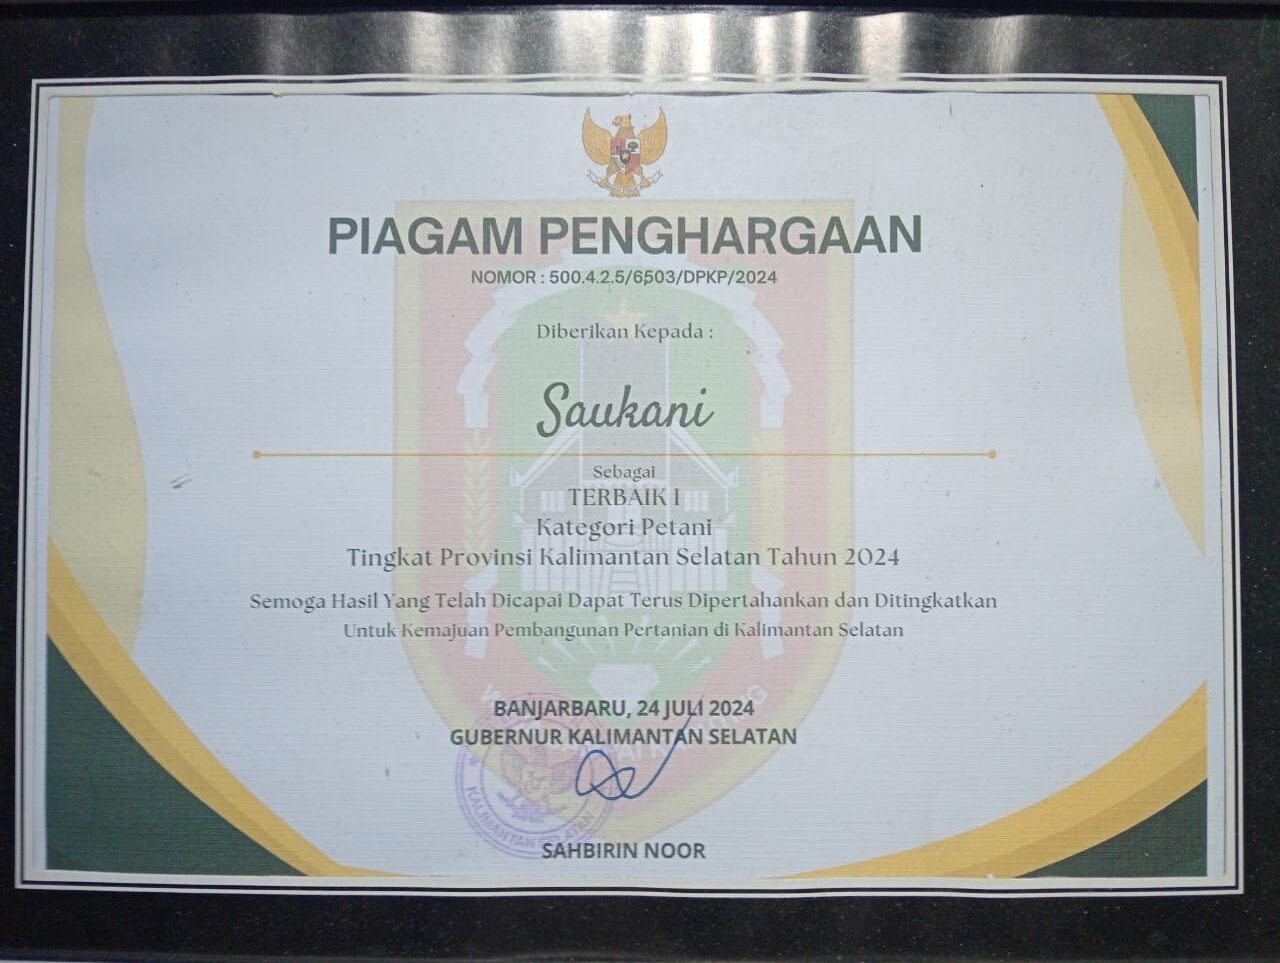 PIAGAM PENGHARGAAN
NOMOR : 500.4.2.5/6503/DPKP/2024
Diberikan Kepada :
Saukani
Sebagai
TERBAIK I
Kategori Petani
Tingkat Provinsi Kalimantan Selatan Tahun 2024
Semoga Hasil Yang Telah Dicapai Dapat Terus Dipertahankan dan Ditingkatkan
Untuk Kemajuan Pembangunan Pertanian di Kalimantan Selatan
BANJARBARU, 24 JULI 2024
GUBERNUR KALIMANTAN SELATAN
KALIMANTAN SELATAN
SAHBIRIN NOOR